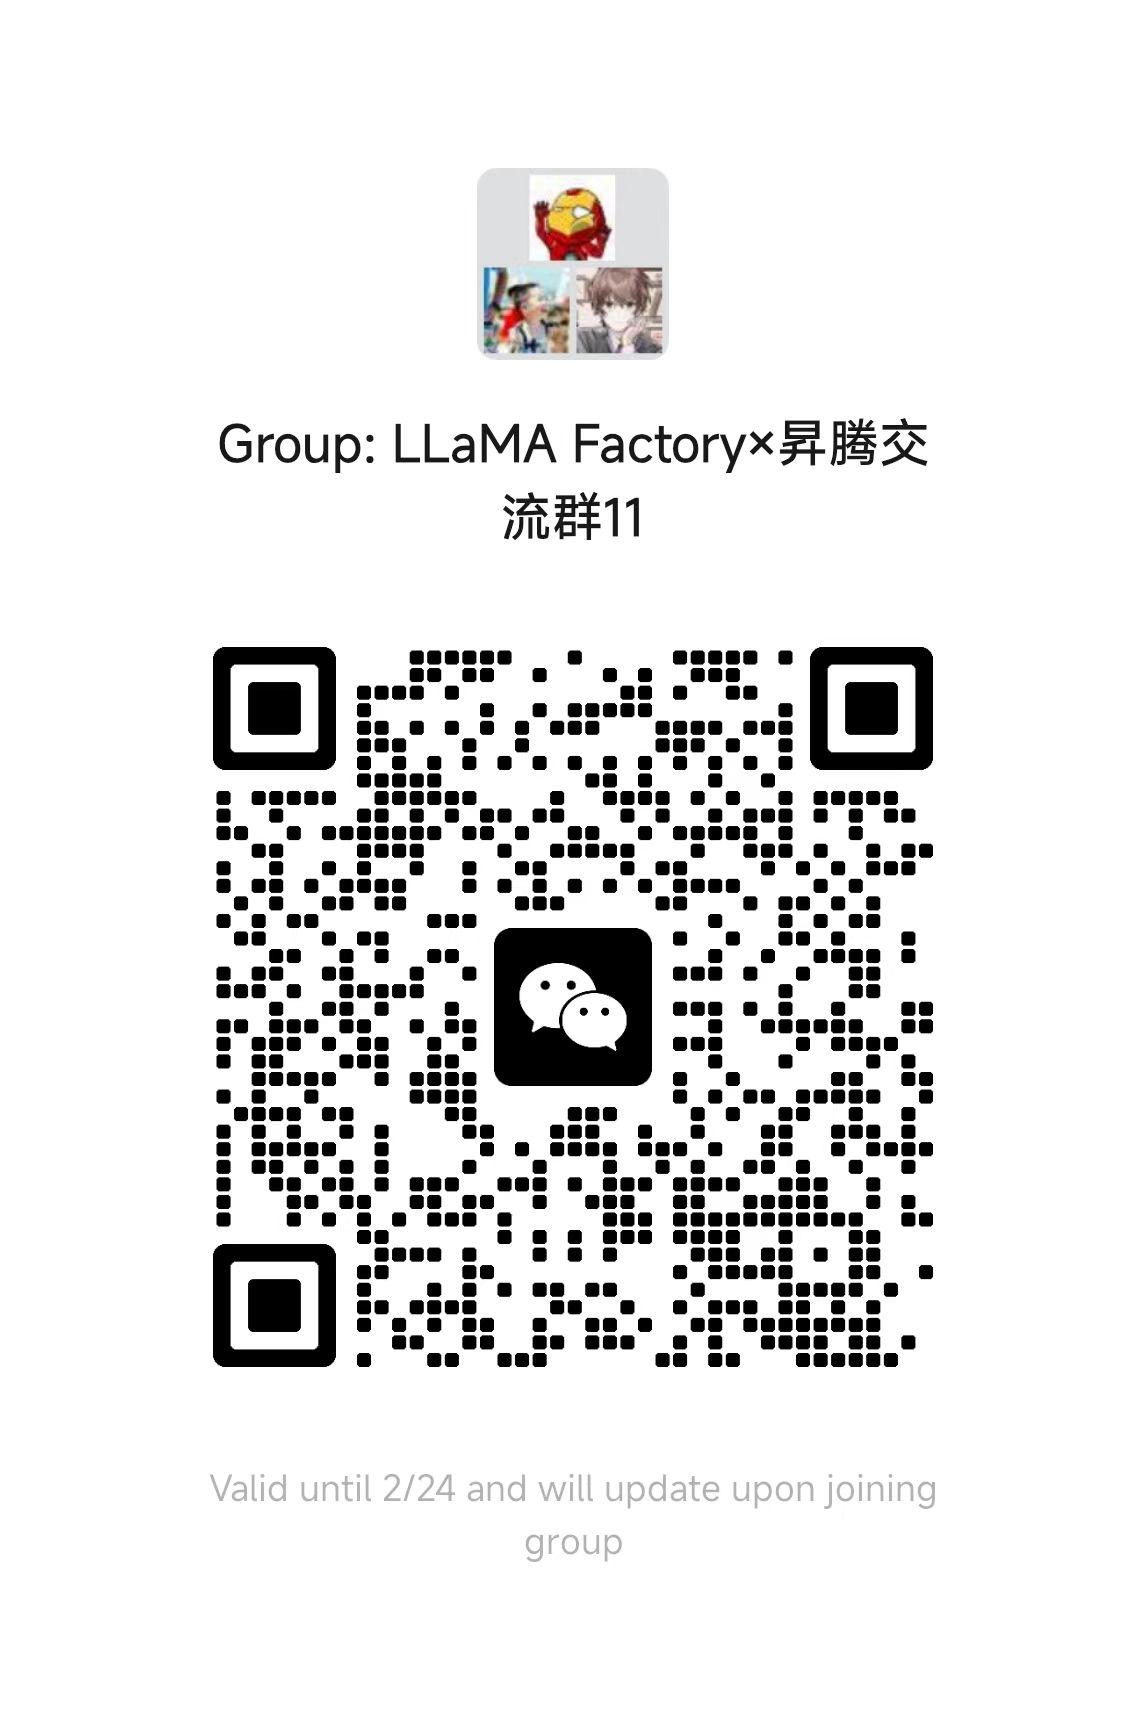 Group: LLaMA Factory×昇腾交
流群11
Valid until 2/24 and will update upon joining
group